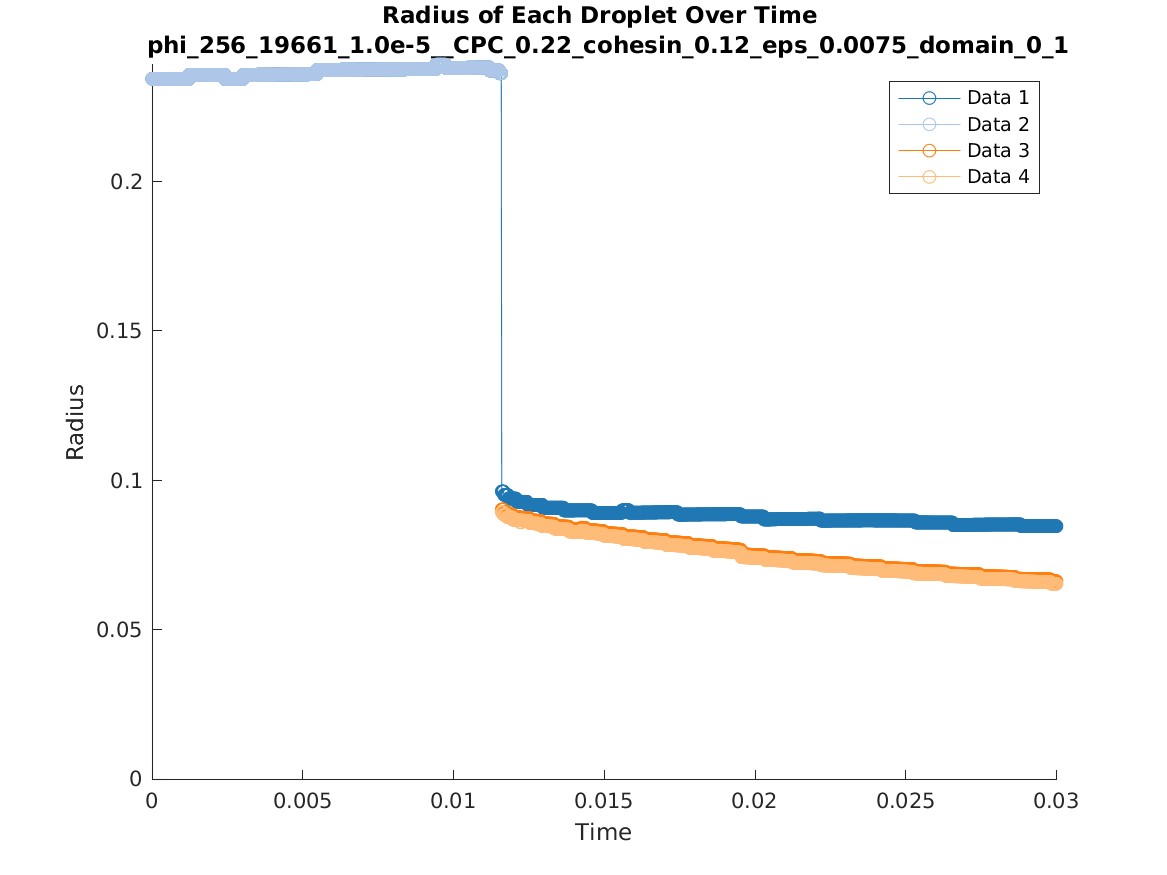 Radius of Each Droplet Over Time
phi_256_19661_1.0e-5__CPC_0.22_cohesin_0.12_eps_0.0075_domain_0_1
Data 1
Data 2
Data 3
Data 4
0.2
0.15
0.1
0.05
0
Radius
0
0.005
0.01
0.015
0.02
0.025
0.03
Time